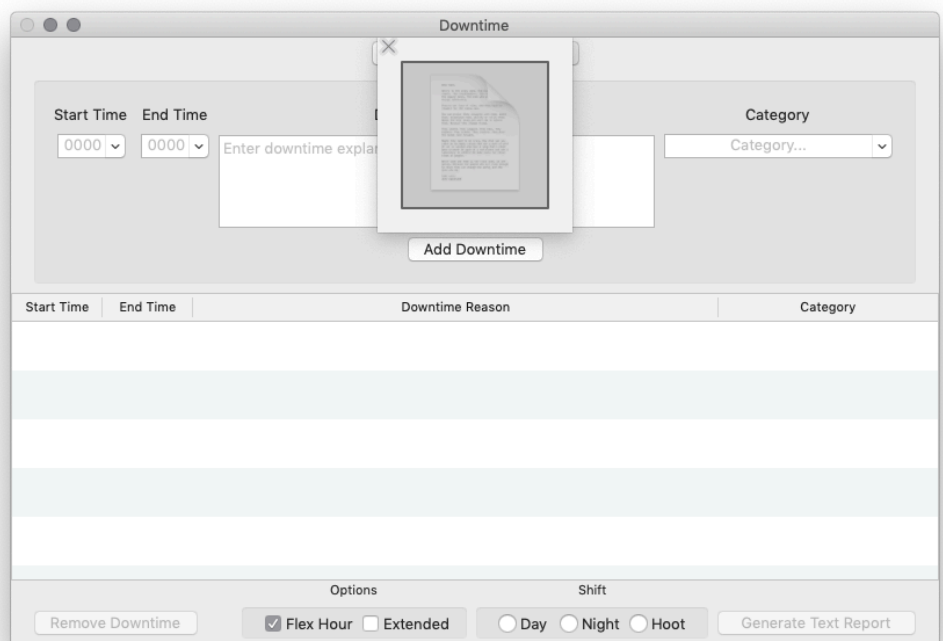 Downtime
Start Time End Time Category
0000 0000 Enter downtime expla Category...
Add Downtime
Start Time End Time Downtime Reason Category
Options Shift
Remove Downtime Flex Hour Extended Day Night Hoot Generate Text Report